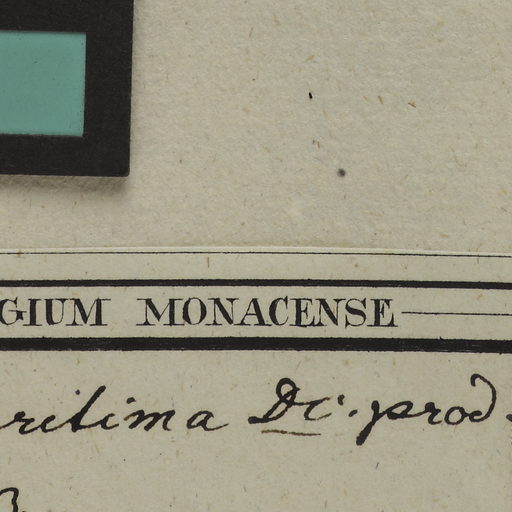 GIUM MONACENSE
ritima DC. prod.